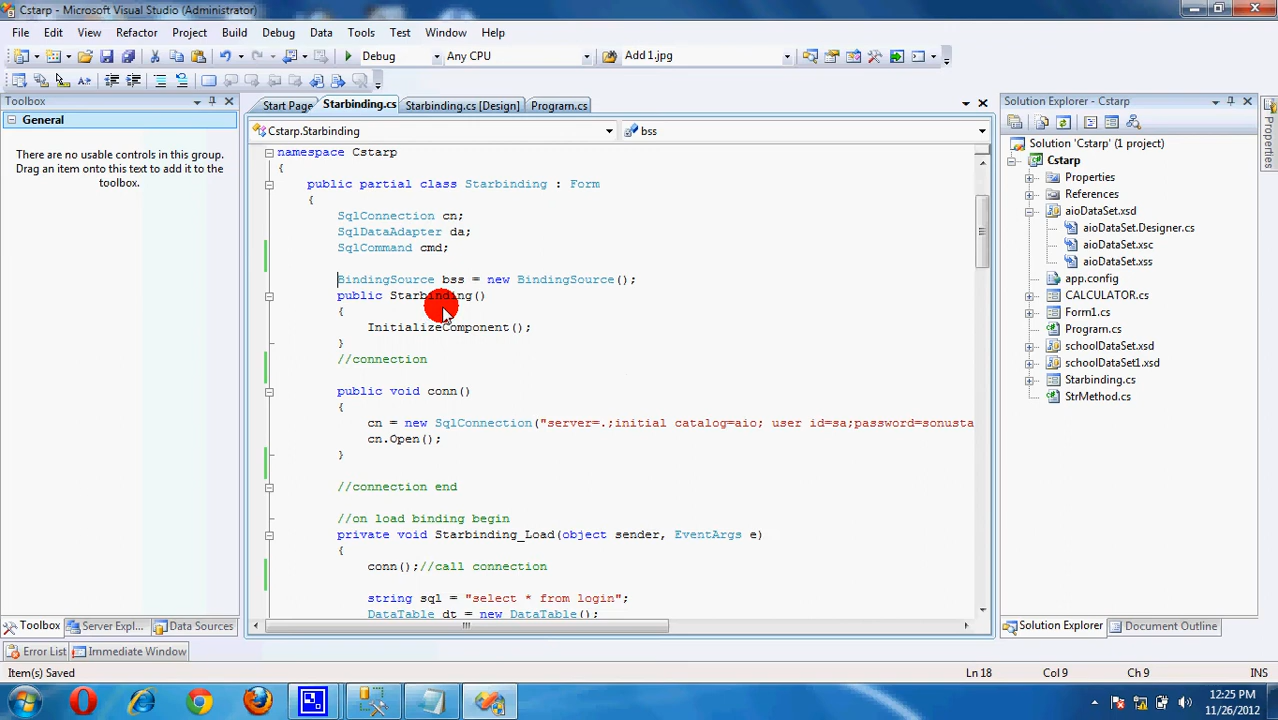 Cstarp - Microsoft Visual Studio (Administrator)
File Edit View Refactor Project Build Debug Data Tools Test Window Help
Debug Any CPU Add 1.jpg
Toolbox
General
There are no usable controls in this group.
Drag an item onto this text to add it to the
toolbox.
Toolbox Server Expl... Data Sources
Start Page Starbinding.cs Starbinding.cs [Design] Program.cs
Cstarp.Starbinding bss
namespace Cstarp
{
public partial class Starbinding : Form
{
SqlConnection cn;
SqlDataAdapter da;
SqlCommand cmd;
BindingSource bss = new BindingSource();
public Starbinding()
{
InitializeComponent();
}
//connection
public void conn()
{
cn = new SqlConnection("server=.;initial catalog=aio; user id=sa;password=sonusta
cn.Open();
}
//connection end
//on load binding begin
private void Starbinding_Load(object sender, EventArgs e)
{
conn();//call connection
string sql = "select * from login";
DataTable dt = new DataTable();
Solution Explorer - Cstarp
Solution 'Cstarp' (1 project)
Cstarp
Properties
References
aioDataSet.xsd
aioDataSet.Designer.cs
aioDataSet.xsc
aioDataSet.xss
app.config
CALCULATOR.cs
Form1.cs
Program.cs
schoolDataSet.xsd
schoolDataSet1.xsd
Starbinding.cs
StrMethod.cs
Solution Explorer Document Outline
Properties
Error List Immediate Window
Item(s) Saved Ln 18 Col 9 Ch 9 INS
12:25 PM
11/26/2012